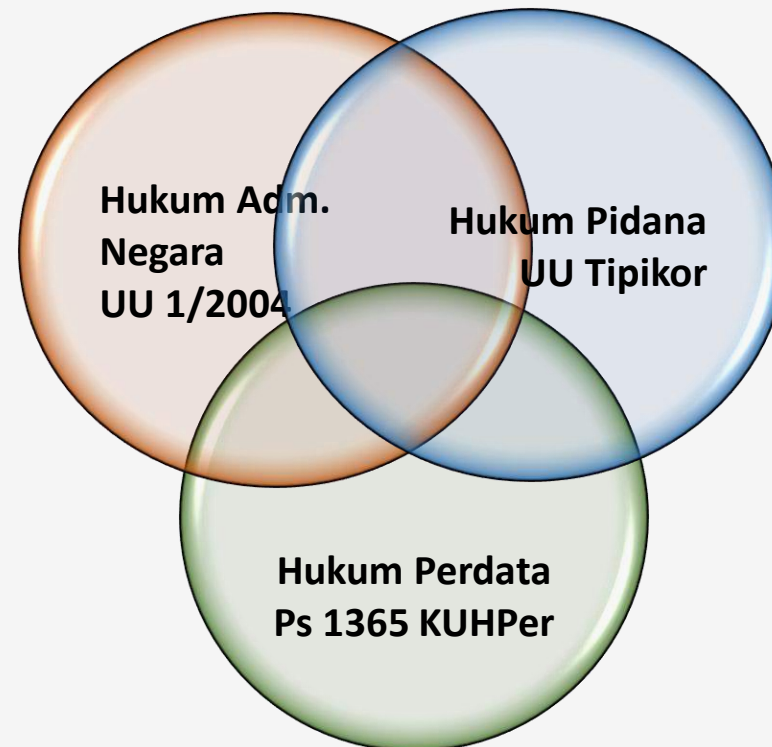 Hukum Adm.
Negara
UU 1/2004
Hukum Pidana
UU Tipikor
Hukum Perdata
Ps 1365 KUHPer